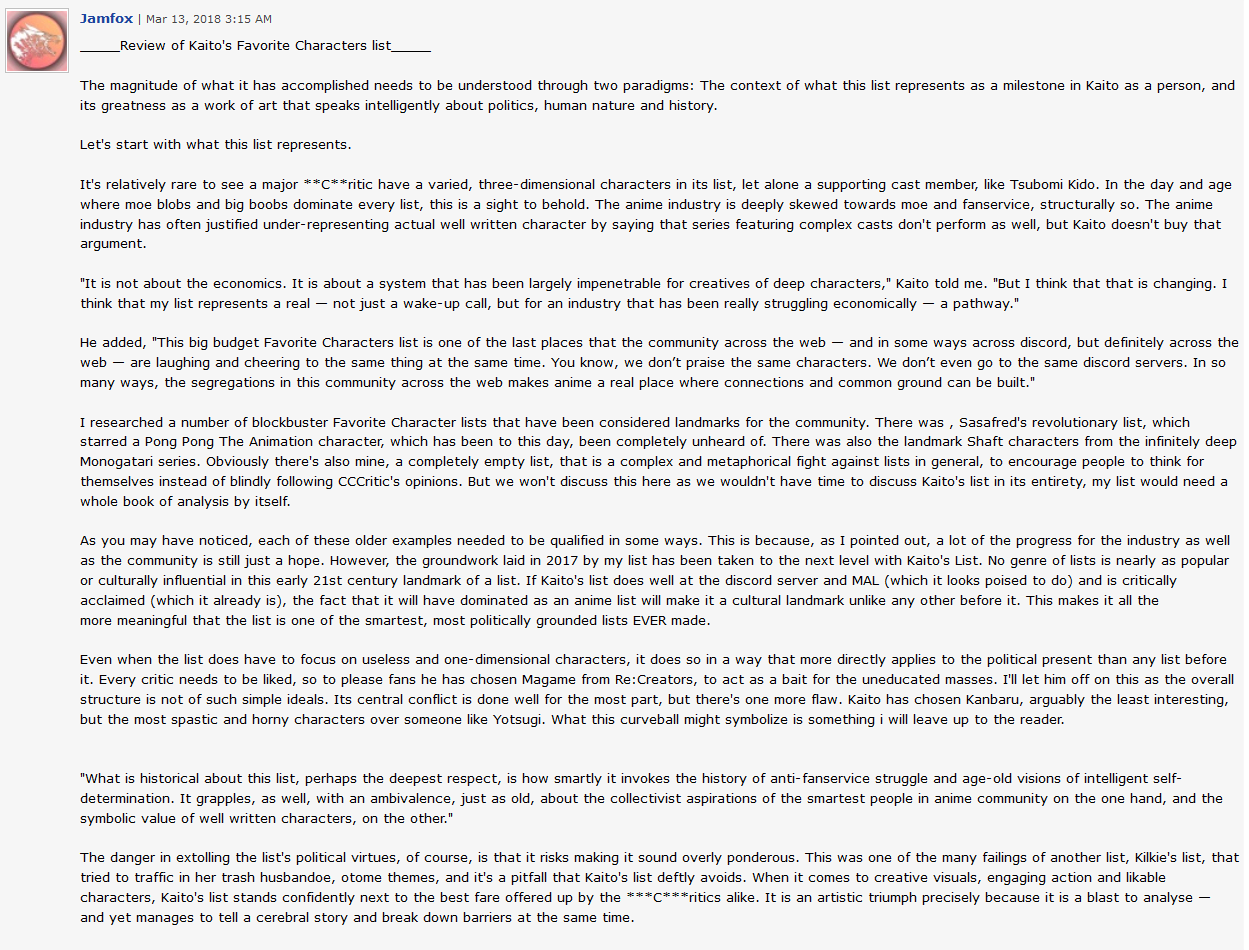 Jamfox | Mar 13, 2018 3:15 AM
_____Review of Kaito's Favorite Characters list_____
The magnitude of what it has accomplished needs to be understood through two paradigms: The context of what this list represents as a milestone in Kaito as a person, and
its greatness as a work of art that speaks intelligently about politics, human nature and history.
Let's start with what this list represents.
It's relatively rare to see a major **C**ritic have a varied, three-dimensional characters in its list, let alone a supporting cast member, like Tsubomi Kido. In the day and age
where moe blobs and big boobs dominate every list, this is a sight to behold. The anime industry is deeply skewed towards moe and fanservice, structurally so. The anime
industry has often justified under-representing actual well written character by saying that series featuring complex casts don't perform as well, but Kaito doesn't buy that
argument.
"It is not about the economics. It is about a system that has been largely impenetrable for creatives of deep characters," Kaito told me. "But I think that that is changing. I
think that my list represents a real — not just a wake-up call, but for an industry that has been really struggling economically — a pathway."
He added, "This big budget Favorite Characters list is one of the last places that the community across the web — and in some ways across discord, but definitely across the
web — are laughing and cheering to the same thing at the same time. You know, we don’t praise the same characters. We don’t even go to the same discord servers. In so
many ways, the segregations in this community across the web makes anime a real place where connections and common ground can be built."
I researched a number of blockbuster Favorite Character lists that have been considered landmarks for the community. There was , Sasafred's revolutionary list, which
starred a Pong Pong The Animation character, which has been to this day, been completely unheard of. There was also the landmark Shaft characters from the infinitely deep
Monogatari series. Obviously there's also mine, a completely empty list, that is a complex and metaphorical fight against lists in general, to encourage people to think for
themselves instead of blindly following CCCritic's opinions. But we won't discuss this here as we wouldn't have time to discuss Kaito's list in its entirety, my list would need a
whole book of analysis by itself.
As you may have noticed, each of these older examples needed to be qualified in some ways. This is because, as I pointed out, a lot of the progress for the industry as well
as the community is still just a hope. However, the groundwork laid in 2017 by my list has been taken to the next level with Kaito's List. No genre of lists is nearly as popular
or culturally influential in this early 21st century landmark of a list. If Kaito's list does well at the discord server and MAL (which it looks poised to do) and is critically
acclaimed (which it already is), the fact that it will have dominated as an anime list will make it a cultural landmark unlike any other before it. This makes it all the
more meaningful that the list is one of the smartest, most politically grounded lists EVER made.
Even when the list does have to focus on useless and one-dimensional characters, it does so in a way that more directly applies to the political present than any list before
it. Every critic needs to be liked, so to please fans he has chosen Magame from Re:Creators, to act as a bait for the uneducated masses. I'll let him off on this as the overall
structure is not of such simple ideals. Its central conflict is done well for the most part, but there's one more flaw. Kaito has chosen Kanbaru, arguably the least interesting,
but the most spastic and horny characters over someone like Yotsugi. What this curveball might symbolize is something i will leave up to the reader.
"What is historical about this list, perhaps the deepest respect, is how smartly it invokes the history of anti-fanservice struggle and age-old visions of intelligent self-
determination. It grapples, as well, with an ambivalence, just as old, about the collectivist aspirations of the smartest people in anime community on the one hand, and the
symbolic value of well written characters, on the other."
The danger in extolling the list's political virtues, of course, is that it risks making it sound overly ponderous. This was one of the many failings of another list, Kilkie's list, that
tried to traffic in her trash husbandoe, otome themes, and it's a pitfall that Kaito's list deftly avoids. When it comes to creative visuals, engaging action and likable
characters, Kaito's list stands confidently next to the best fare offered up by the ***C***ritics alike. It is an artistic triumph precisely because it is a blast to analyse —
and yet manages to tell a cerebral story and break down barriers at the same time.